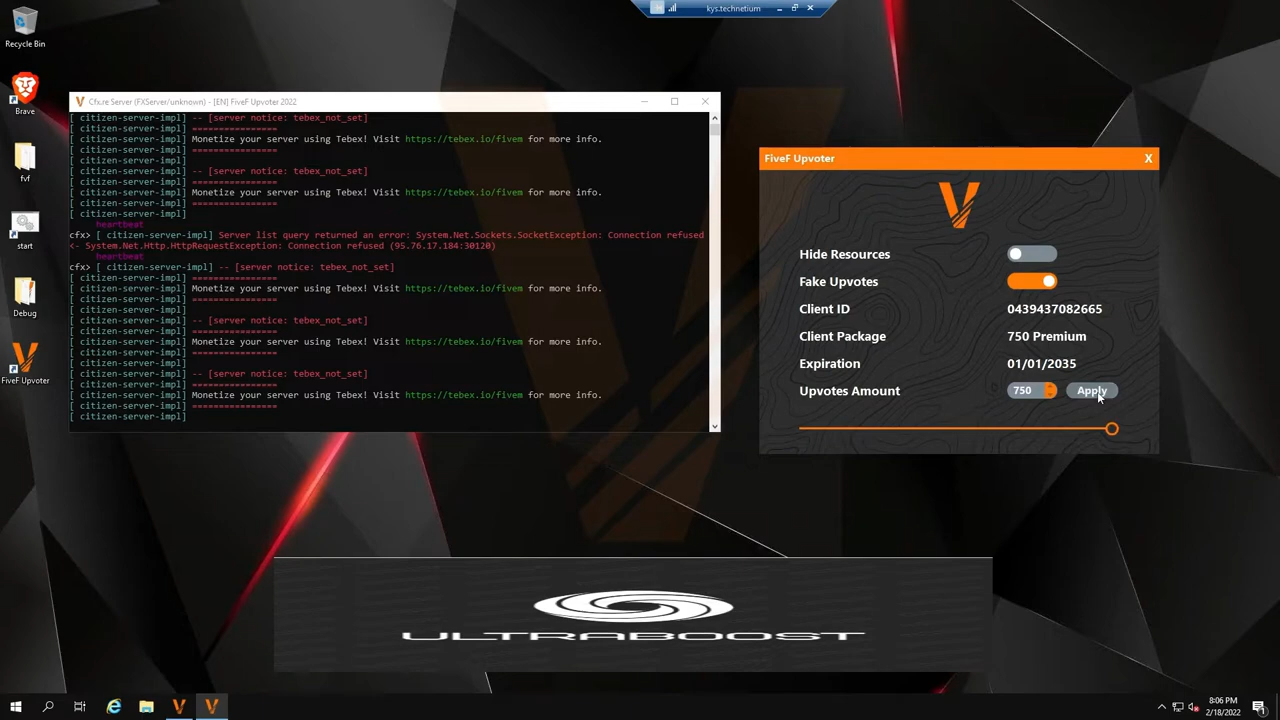 kys.technetium
Recycle Bin
Brave
fvf
start
Debug
FiveF Upvoter
Cfx.re Server (FXServer/unknown) - [EN] FiveF Upvoter 2022
[ citizen-server-impl] -- [server notice: tebex_not_set]
[ citizen-server-impl] ================
[ citizen-server-impl] Monetize your server using Tebex! Visit https://tebex.io/fivem for more info.
[ citizen-server-impl] ================
[ citizen-server-impl]
[ citizen-server-impl] -- [server notice: tebex_not_set]
[ citizen-server-impl] ================
[ citizen-server-impl] Monetize your server using Tebex! Visit https://tebex.io/fivem for more info.
[ citizen-server-impl] ================
[ citizen-server-impl]
heartbeat
cfx> [ citizen-server-impl] Server list query returned an error: System.Net.Sockets.SocketException: Connection refused
<- System.Net.Http.HttpRequestException: Connection refused (95.76.17.184:30120)
heartbeat
cfx> [ citizen-server-impl] -- [server notice: tebex_not_set]
[ citizen-server-impl] ================
[ citizen-server-impl] Monetize your server using Tebex! Visit https://tebex.io/fivem for more info.
[ citizen-server-impl] ================
[ citizen-server-impl]
[ citizen-server-impl] -- [server notice: tebex_not_set]
[ citizen-server-impl] ================
[ citizen-server-impl] Monetize your server using Tebex! Visit https://tebex.io/fivem for more info.
[ citizen-server-impl] ================
[ citizen-server-impl]
[ citizen-server-impl] -- [server notice: tebex_not_set]
[ citizen-server-impl] ================
[ citizen-server-impl] Monetize your server using Tebex! Visit https://tebex.io/fivem for more info.
[ citizen-server-impl] ================
[ citizen-server-impl]
FiveF Upvoter X
Hide Resources
Fake Upvotes
Client ID 0439437082665
Client Package 750 Premium
Expiration 01/01/2035
Upvotes Amount 750 Apply
ULTRABOOST
8:06 PM
2/18/2022
1